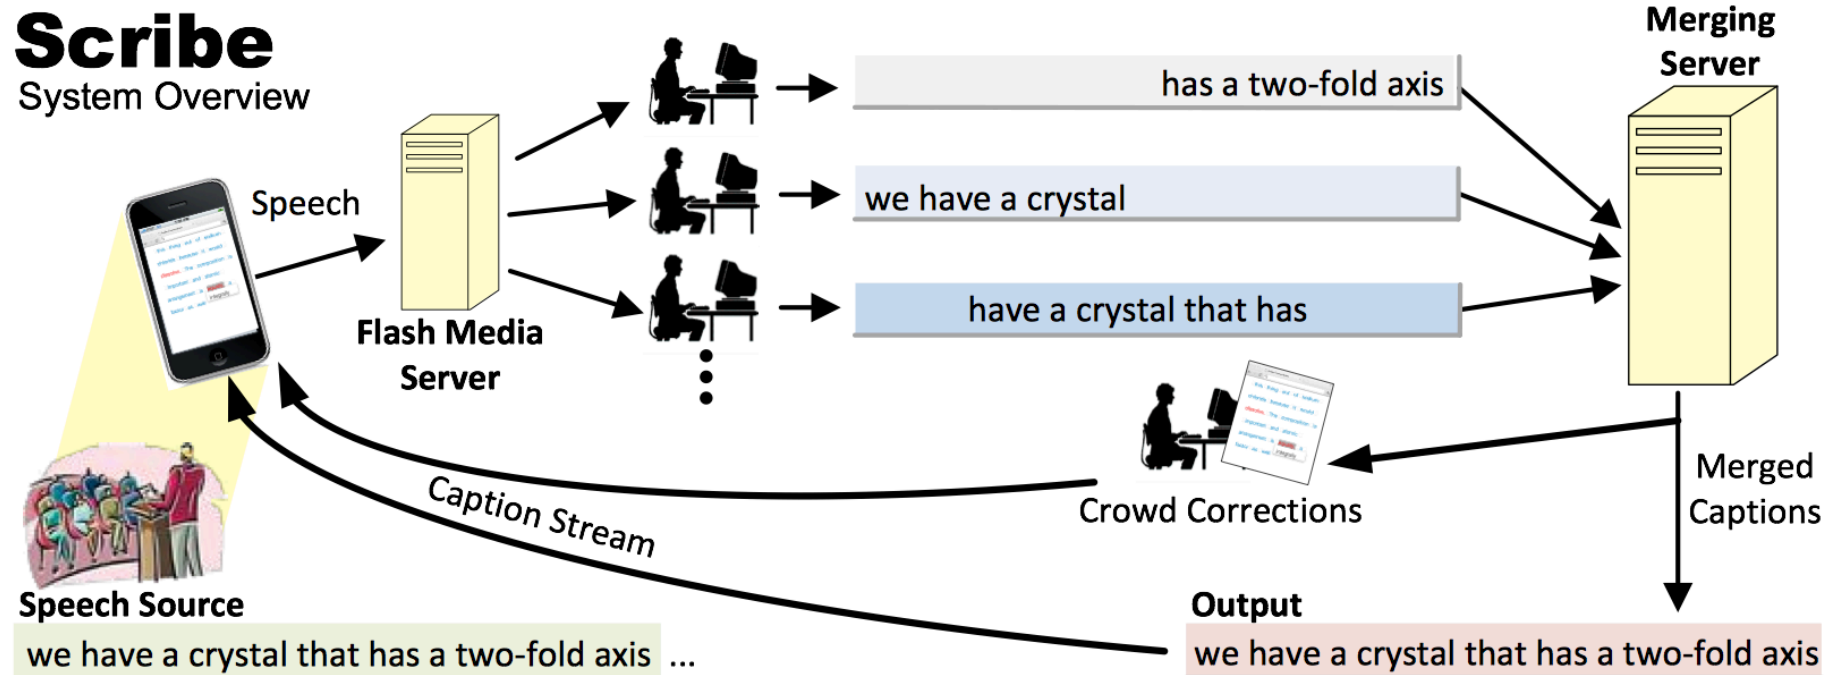 Scribe
System Overview
Speech
Flash Media
Server
has a two-fold axis
we have a crystal
have a crystal that has
Merging
Server
Crowd Corrections
Merged
Captions
Caption Stream
Speech Source
we have a crystal that has a two-fold axis ...
Output
we have a crystal that has a two-fold axis